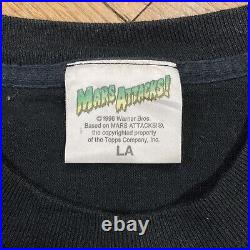 MARS ATTACKS!
©1996 Warner Bros.
Based on MARS ATTACKS!®,
the copyrighted property
of the Topps Company, Inc.
LA